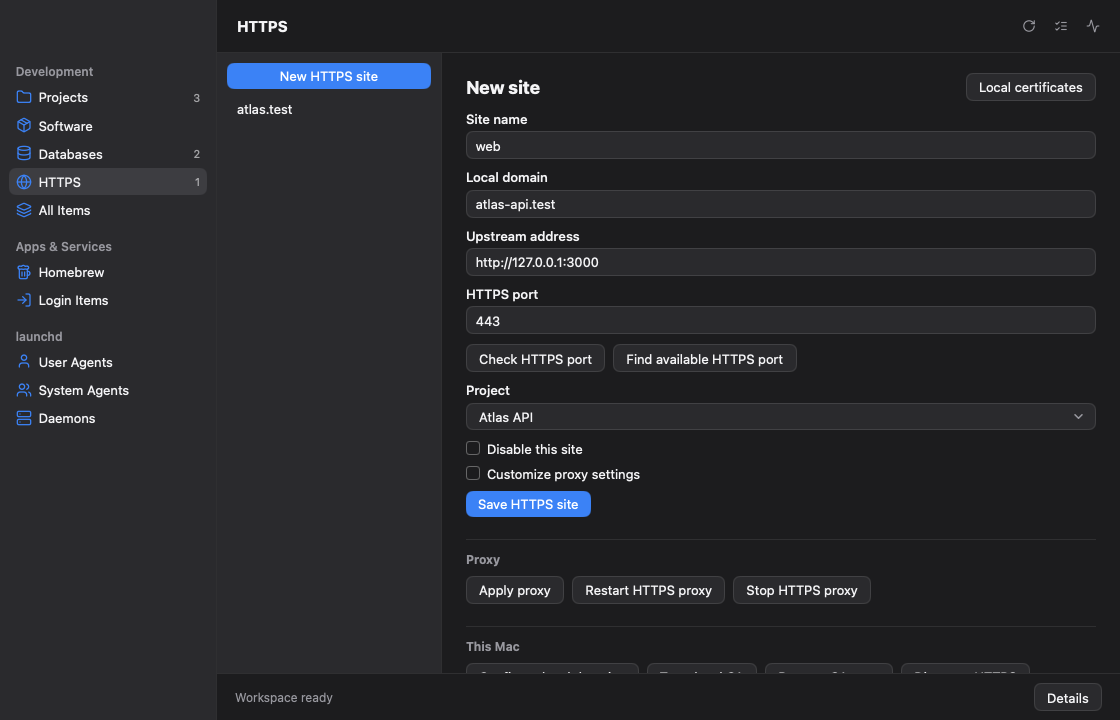 HTTPS
Development
Projects 3
Software
Databases 2
HTTPS 1
All Items
Apps & Services
Homebrew
Login Items
launchd
User Agents
System Agents
Daemons
New HTTPS site
atlas.test
New site
Local certificates
Site name
web
Local domain
atlas-api.test
Upstream address
http://127.0.0.1:3000
HTTPS port
443
Check HTTPS port Find available HTTPS port
Project
Atlas API
Disable this site
Customize proxy settings
Save HTTPS site
Proxy
Apply proxy Restart HTTPS proxy Stop HTTPS proxy
This Mac
Workspace ready
Details